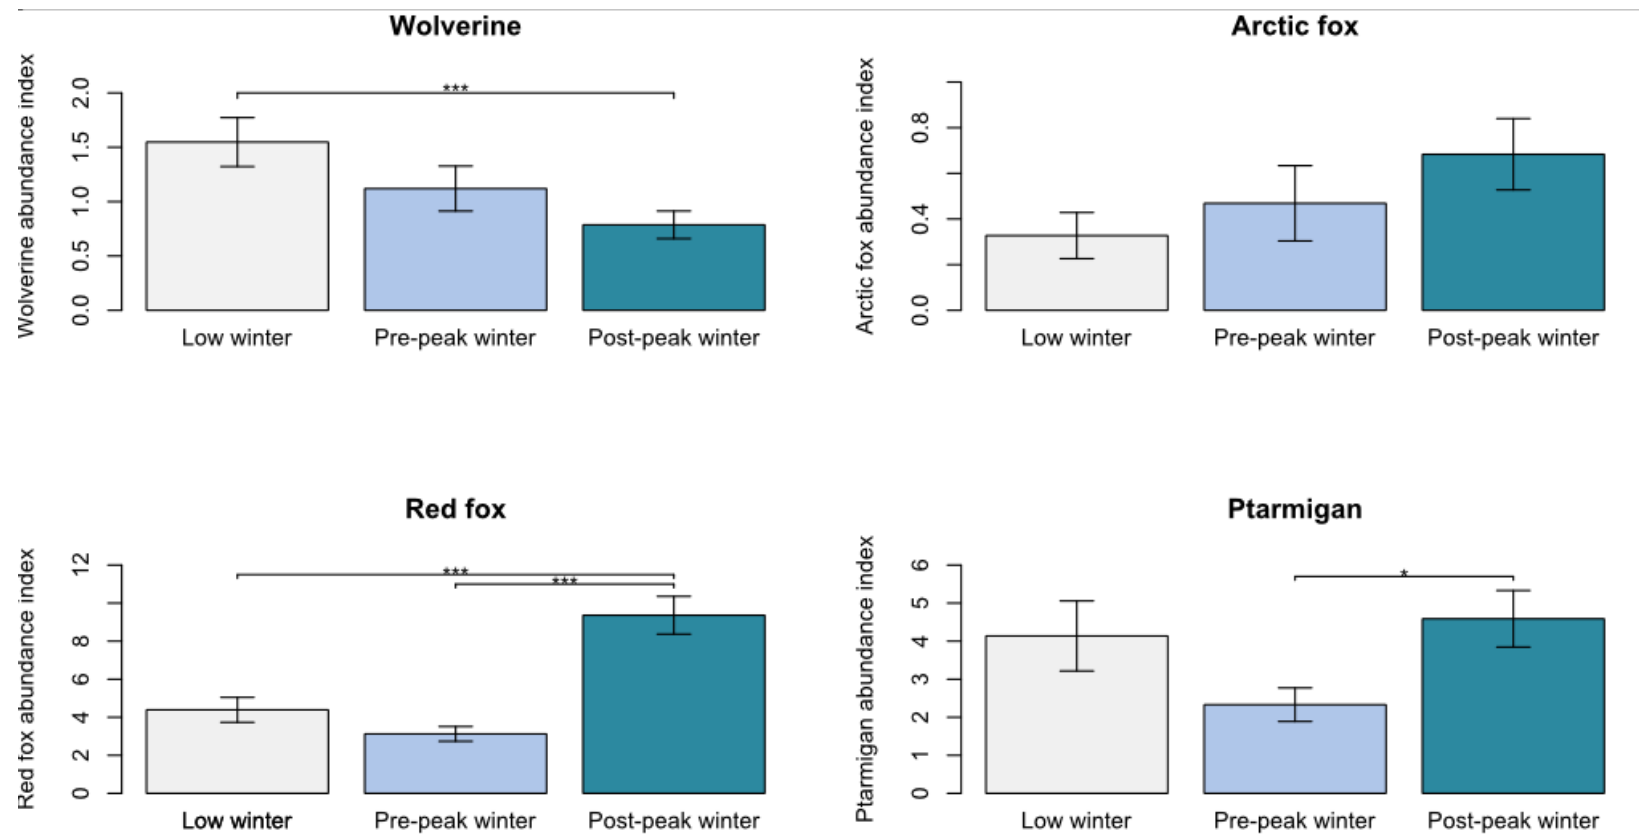 Wolverine
Wolverine abundance index
2.0
1.5
1.0
0.5
0.0
***
Low winter
Pre-peak winter
Post-peak winter
Arctic fox
Arctic fox abundance index
0.8
0.4
0.0
Low winter
Pre-peak winter
Post-peak winter
Red fox
Red fox abundance index
12
8
6
4
2
0
***
***
Low winter
Pre-peak winter
Post-peak winter
Ptarmigan
Ptarmigan abundance index
6
5
4
3
2
1
0
*
Low winter
Pre-peak winter
Post-peak winter